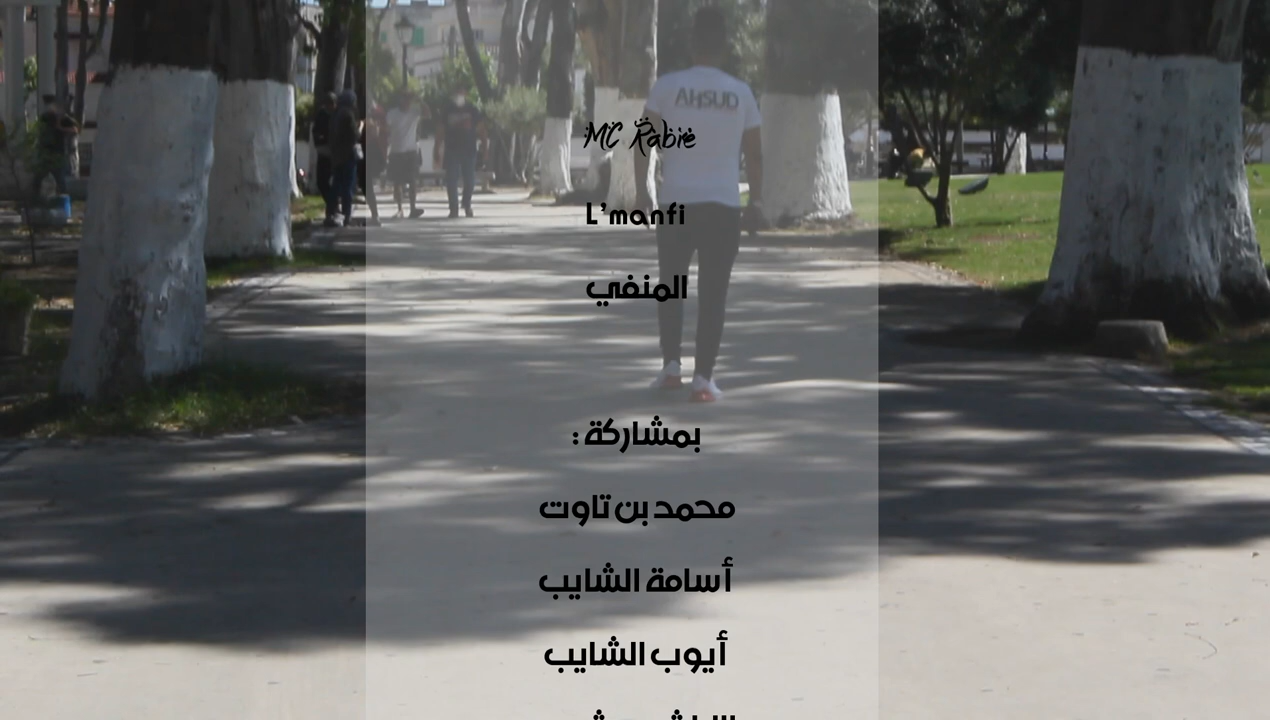 AHSUD
MC Rabie
L'manfi
المنفي
بمشاركة :
محمد بن تاوت
أسامة الشايب
أيوب الشايب